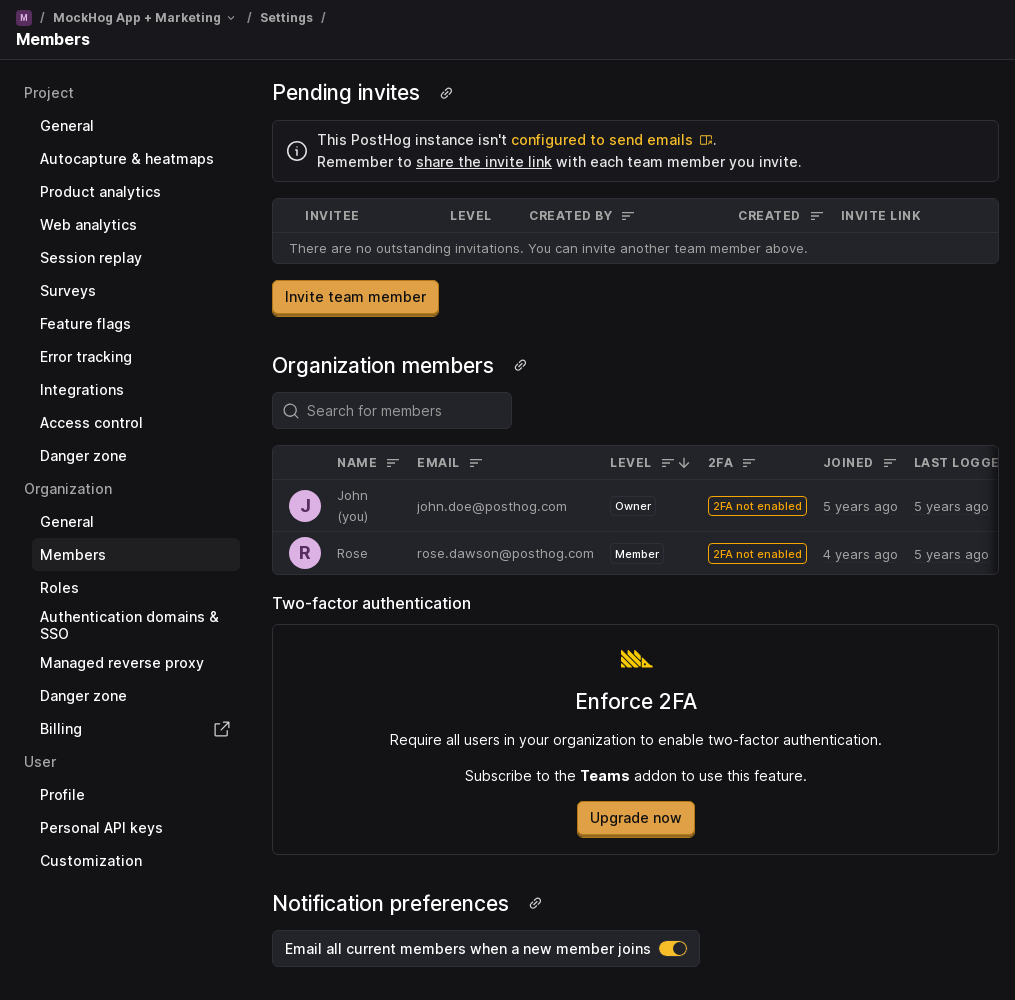 M / MockHog App + Marketing / Settings /
Members
Project
General
Autocapture & heatmaps
Product analytics
Web analytics
Session replay
Surveys
Feature flags
Error tracking
Integrations
Access control
Danger zone
Organization
General
Members
Roles
Authentication domains &
SSO
Managed reverse proxy
Danger zone
Billing
User
Profile
Personal API keys
Customization
Pending invites
This PostHog instance isn't configured to send emails.
Remember to share the invite link with each team member you invite.
INVITEE LEVEL CREATED BY CREATED INVITE LINK
There are no outstanding invitations. You can invite another team member above.
Invite team member
Organization members
Search for members
NAME EMAIL LEVEL 2FA JOINED LAST LOGGE
J John
(you) john.doe@posthog.com Owner 2FA not enabled 5 years ago 5 years ago
R Rose rose.dawson@posthog.com Member 2FA not enabled 4 years ago 5 years ago
Two-factor authentication
Enforce 2FA
Require all users in your organization to enable two-factor authentication.
Subscribe to the Teams addon to use this feature.
Upgrade now
Notification preferences
Email all current members when a new member joins